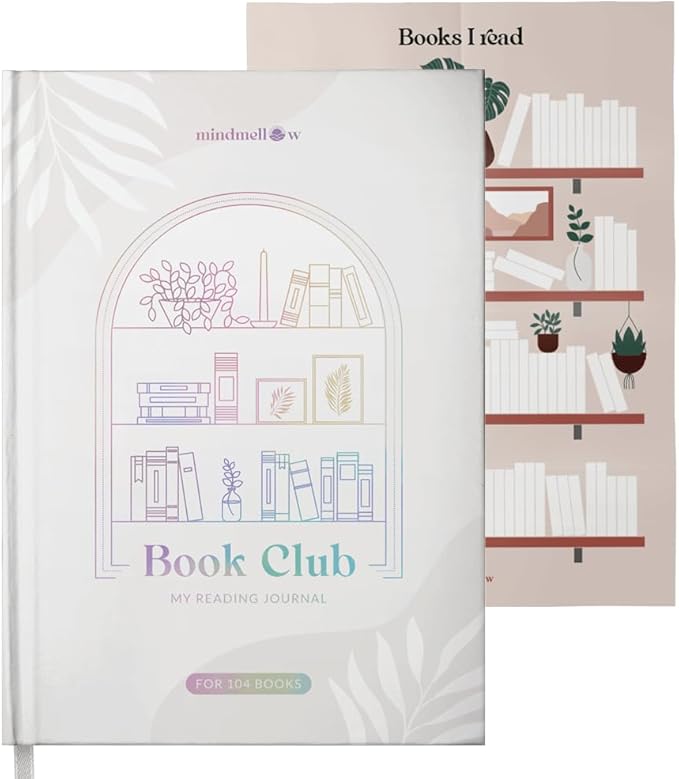 Books I read
mindmellow
Book Club
MY READING JOURNAL
FOR 104 BOOKS
w